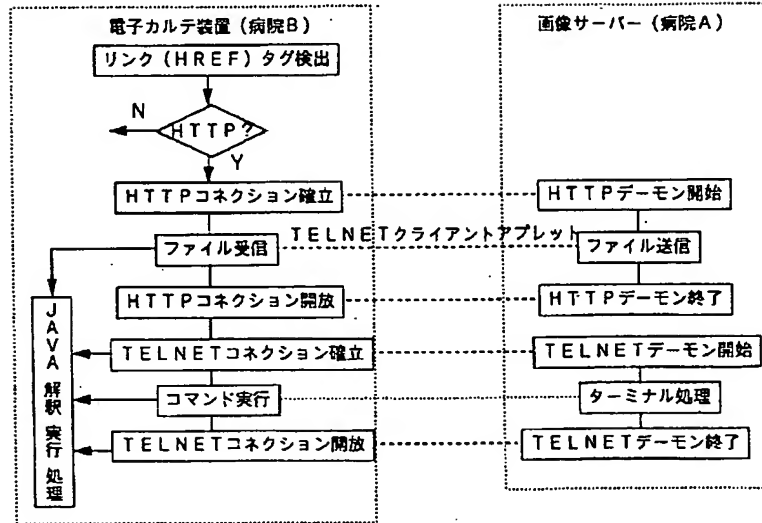 電子カルテ装置（病院B）
リンク（HREF）タグ検出
N
HTTP？
Y
HTTPコネクション確立
ファイル受信
HTTPコネクション開放
TELNETコネクション確立
コマンド実行
TELNETコネクション開放
JAVA 解釈 実行 処理
TELNETクライアントアプレット
画像サーバー（病院A）
HTTPデーモン開始
ファイル送信
HTTPデーモン終了
TELNETデーモン開始
ターミナル処理
TELNETデーモン終了